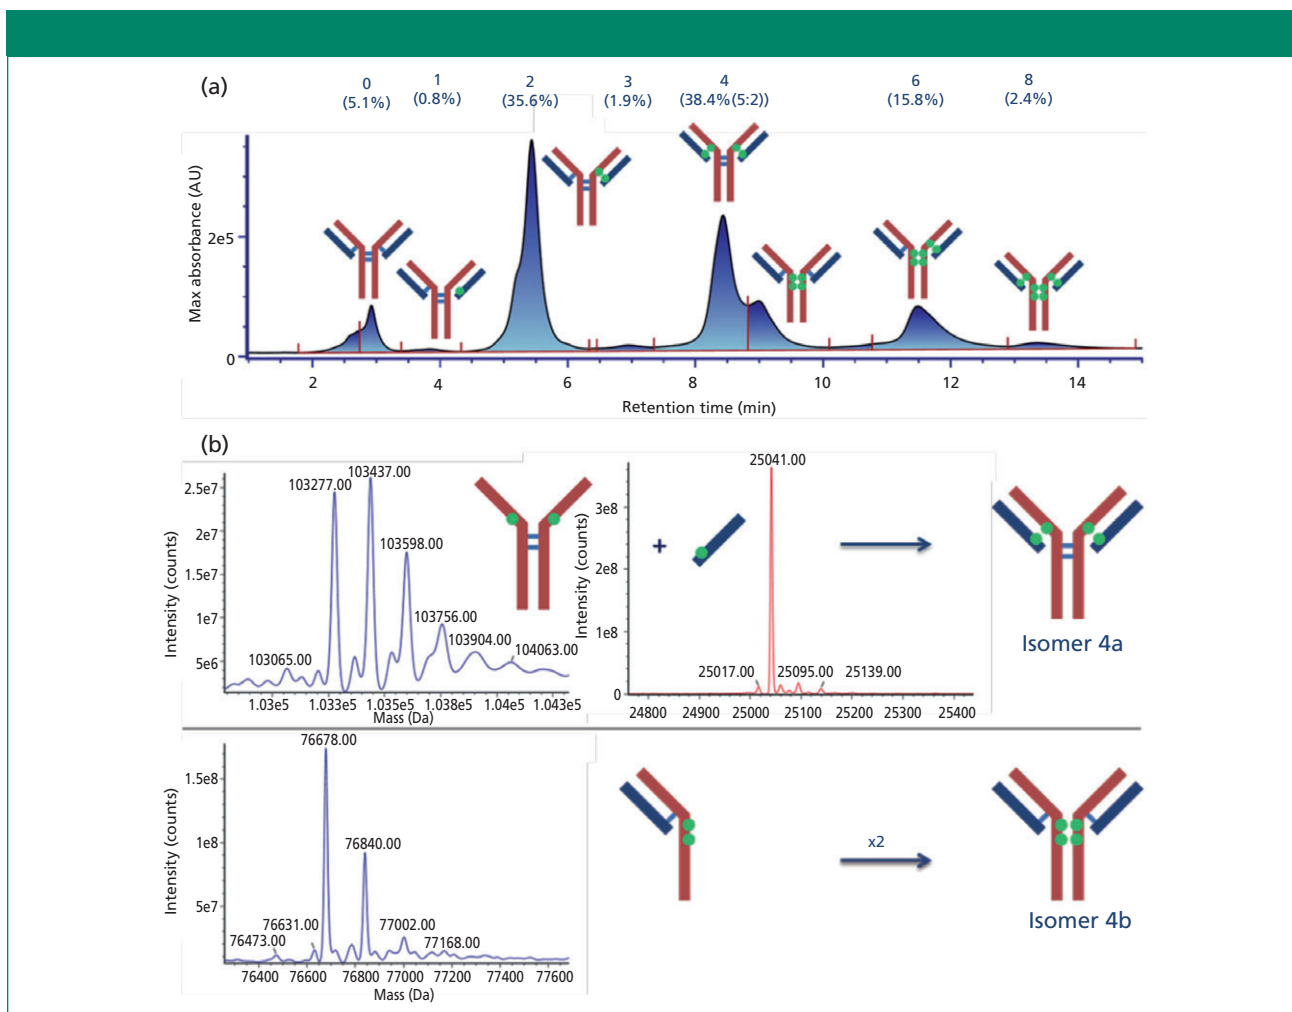 (a)
0 1 2 3 4 6 8
(5.1%) (0.8%) (35.6%) (1.9%) (38.4%(5:2)) (15.8%) (2.4%)
Max absorbance (AU)
2e5
0
2 4 6 8 10 12 14
Retention time (min)
(b)
Intensity (counts)
2.5e7
2e7
1.5e7
1e7
5e6
103065.00
103277.00
103437.00
103598.00
103756.00
103904.00
104063.00
1.03e5 1.033e5 1.035e5 1.038e5 1.04e5 1.043e5
Mass (Da)
Intensity (counts)
3e8
2e8
1e8
0
25041.00
25017.00 25095.00 25139.00
24800 24900 25000 25100 25200 25300 25400
+
Isomer 4a
Intensity (counts)
1.5e8
1e8
5e7
76678.00
76840.00
76631.00
76473.00
77002.00
77168.00
76400 76600 76800 77000 77200 77400 77600
Mass (Da)
x2
Isomer 4b